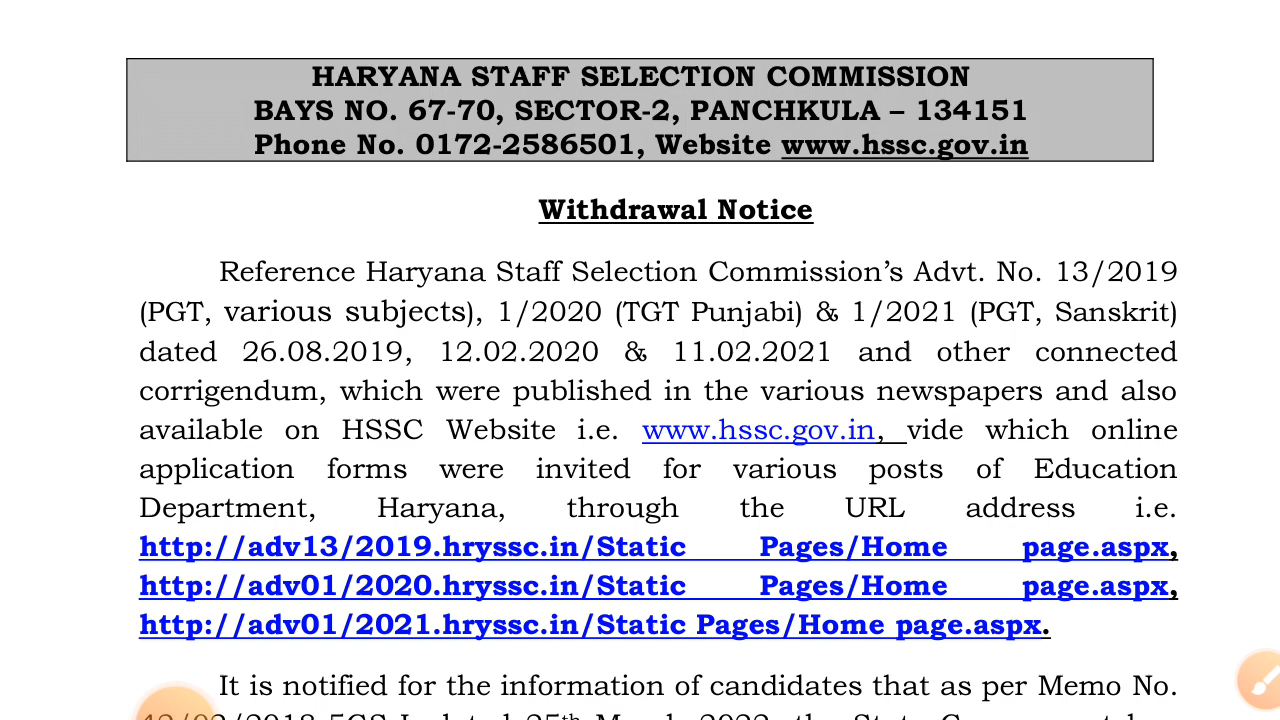 HARYANA STAFF SELECTION COMMISSION
BAYS NO. 67-70, SECTOR-2, PANCHKULA – 134151
Phone No. 0172-2586501, Website www.hssc.gov.in
Withdrawal Notice
Reference Haryana Staff Selection Commission’s Advt. No. 13/2019
(PGT, various subjects), 1/2020 (TGT Punjabi) & 1/2021 (PGT, Sanskrit)
dated 26.08.2019, 12.02.2020 & 11.02.2021 and other connected
corrigendum, which were published in the various newspapers and also
available on HSSC Website i.e. www.hssc.gov.in, vide which online
application forms were invited for various posts of Education
Department, Haryana, through the URL address i.e.
http://adv13/2019.hryssc.in/Static Pages/Home page.aspx,
http://adv01/2020.hryssc.in/Static Pages/Home page.aspx,
http://adv01/2021.hryssc.in/Static Pages/Home page.aspx.
It is notified for the information of candidates that as per Memo No.